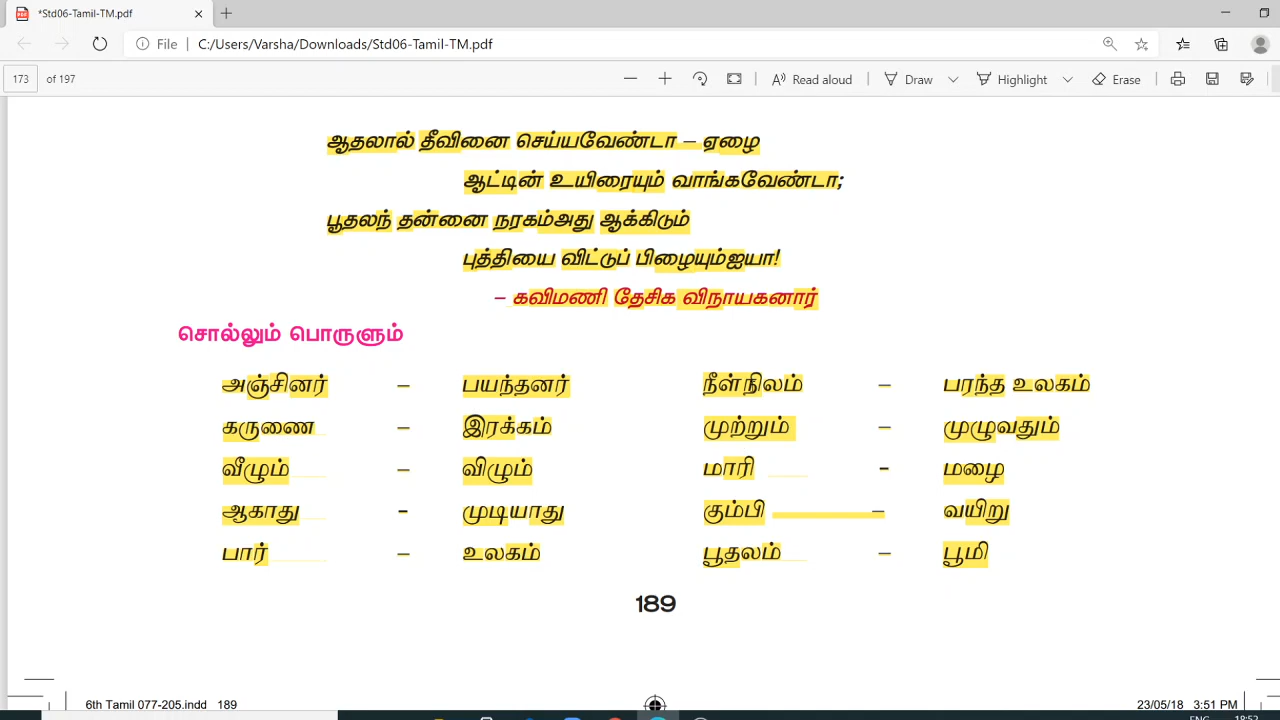 *Std06-Tamil-TM.pdf
File C:/Users/Varsha/Downloads/Std06-Tamil-TM.pdf
173 of 197 Read aloud Draw Highlight Erase
ஆதலால் தீவினை செய்யவேண்டா – ஏழை
ஆட்டின் உயிரையும் வாங்கவேண்டா;
பூதலந் தன்னை நரகம்அது ஆக்கிடும்
புத்தியை விட்டுப் பிழையும்ஐயா!
– கவிமணி தேசிக விநாயகனார்
சொல்லும் பொருளும்
அஞ்சினர் – பயந்தனர் நீள்நிலம் – பரந்த உலகம்
கருணை – இரக்கம் முற்றும் – முழுவதும்
வீழும் – விழும் மாரி - மழை
ஆகாது - முடியாது கும்பி – வயிறு
பார் – உலகம் பூதலம் – பூமி
189
6th Tamil 077-205.indd 189 23/05/18 3:51 PM